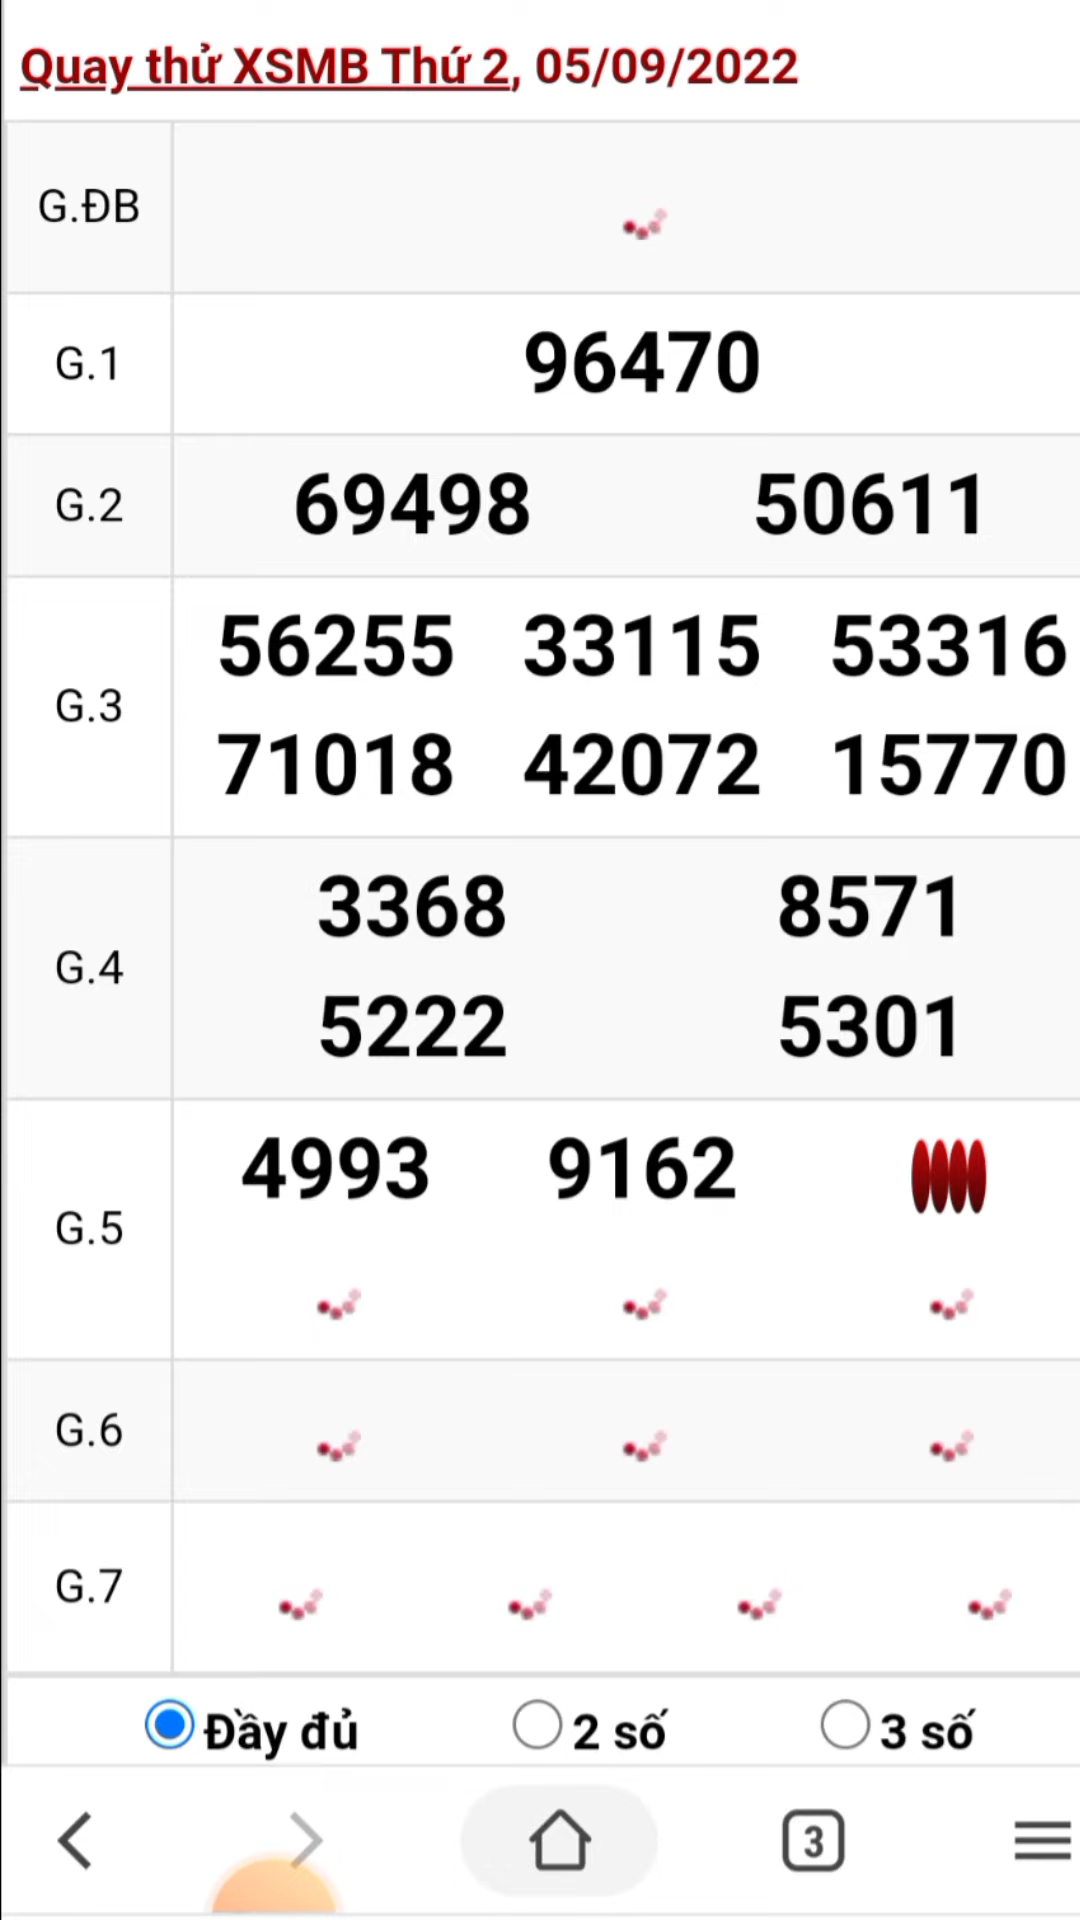 Quay thử XSMB Thứ 2, 05/09/2022
G.ĐB
G.1 96470
G.2 69498 50611
G.3
56255 33115 53316
71018 42072 15770
G.4
3368 8571
5222 5301
G.5
4993 9162
G.6
G.7
Đầy đủ 2 số 3 số
3